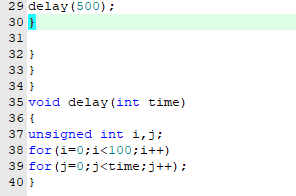 29 delay(500);
30 }
31
32 }
33 }
34 }
35 void delay(int time)
36 {
37 unsigned int i,j;
38 for(i=0;i<100;i++)
39 for(j=0;j<time;j++);
40 }